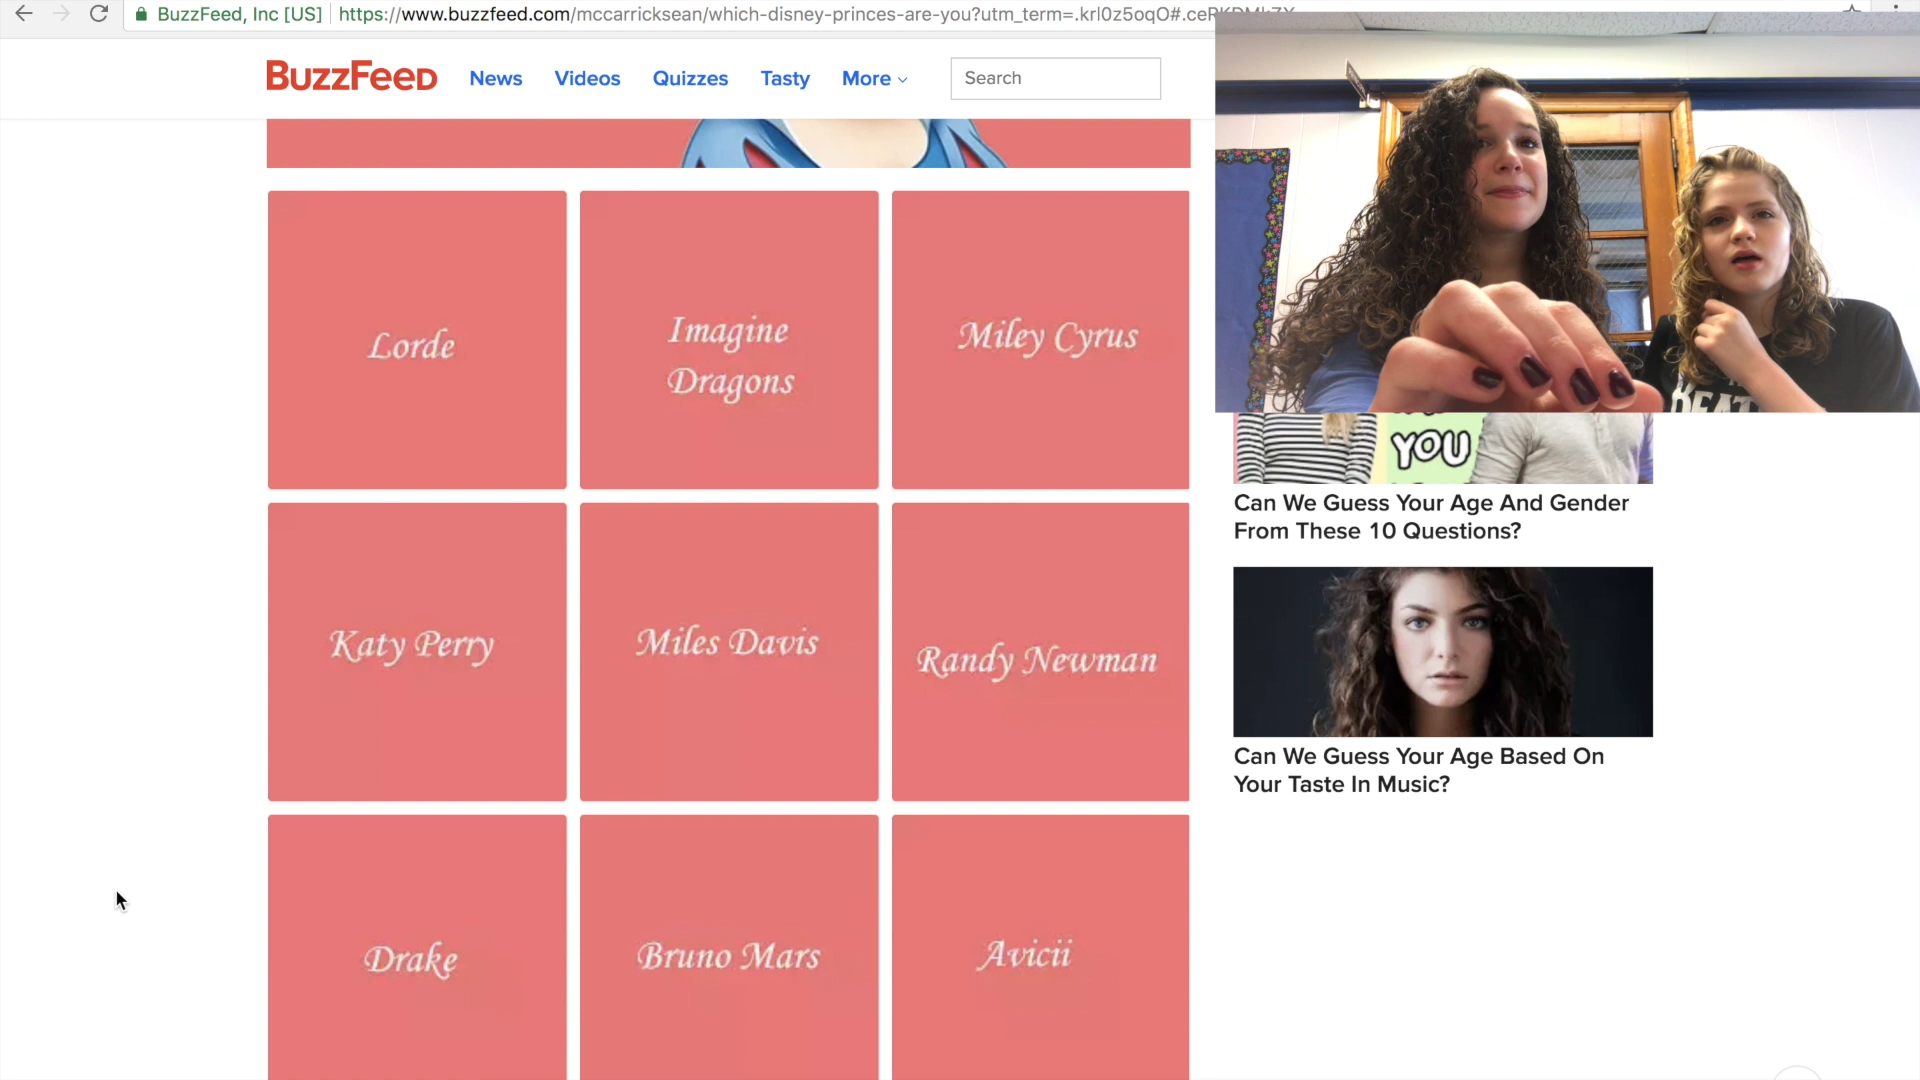 BuzzFeed, Inc [US] https://www.buzzfeed.com/mccarricksean/which-disney-princes-are-you?utm_term=.krl0z5oqO#.ceRKDMkZX
BuzzFeed News Videos Quizzes Tasty More Search
Lorde
Imagine
Dragons
Miley Cyrus
Katy Perry
Miles Davis
Randy Newman
Drake
Bruno Mars
Avicii
YOU
Can We Guess Your Age And Gender
From These 10 Questions?
Can We Guess Your Age Based On
Your Taste In Music?